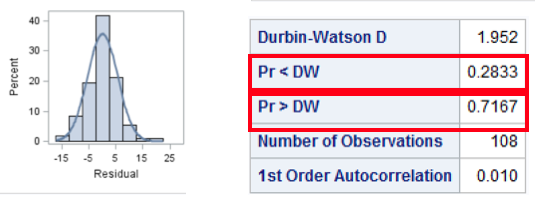 Percent
40
30
20
10
0
-15 -5 5 15 25
Residual
Durbin-Watson D 1.952
Pr < DW 0.2833
Pr > DW 0.7167
Number of Observations 108
1st Order Autocorrelation 0.010